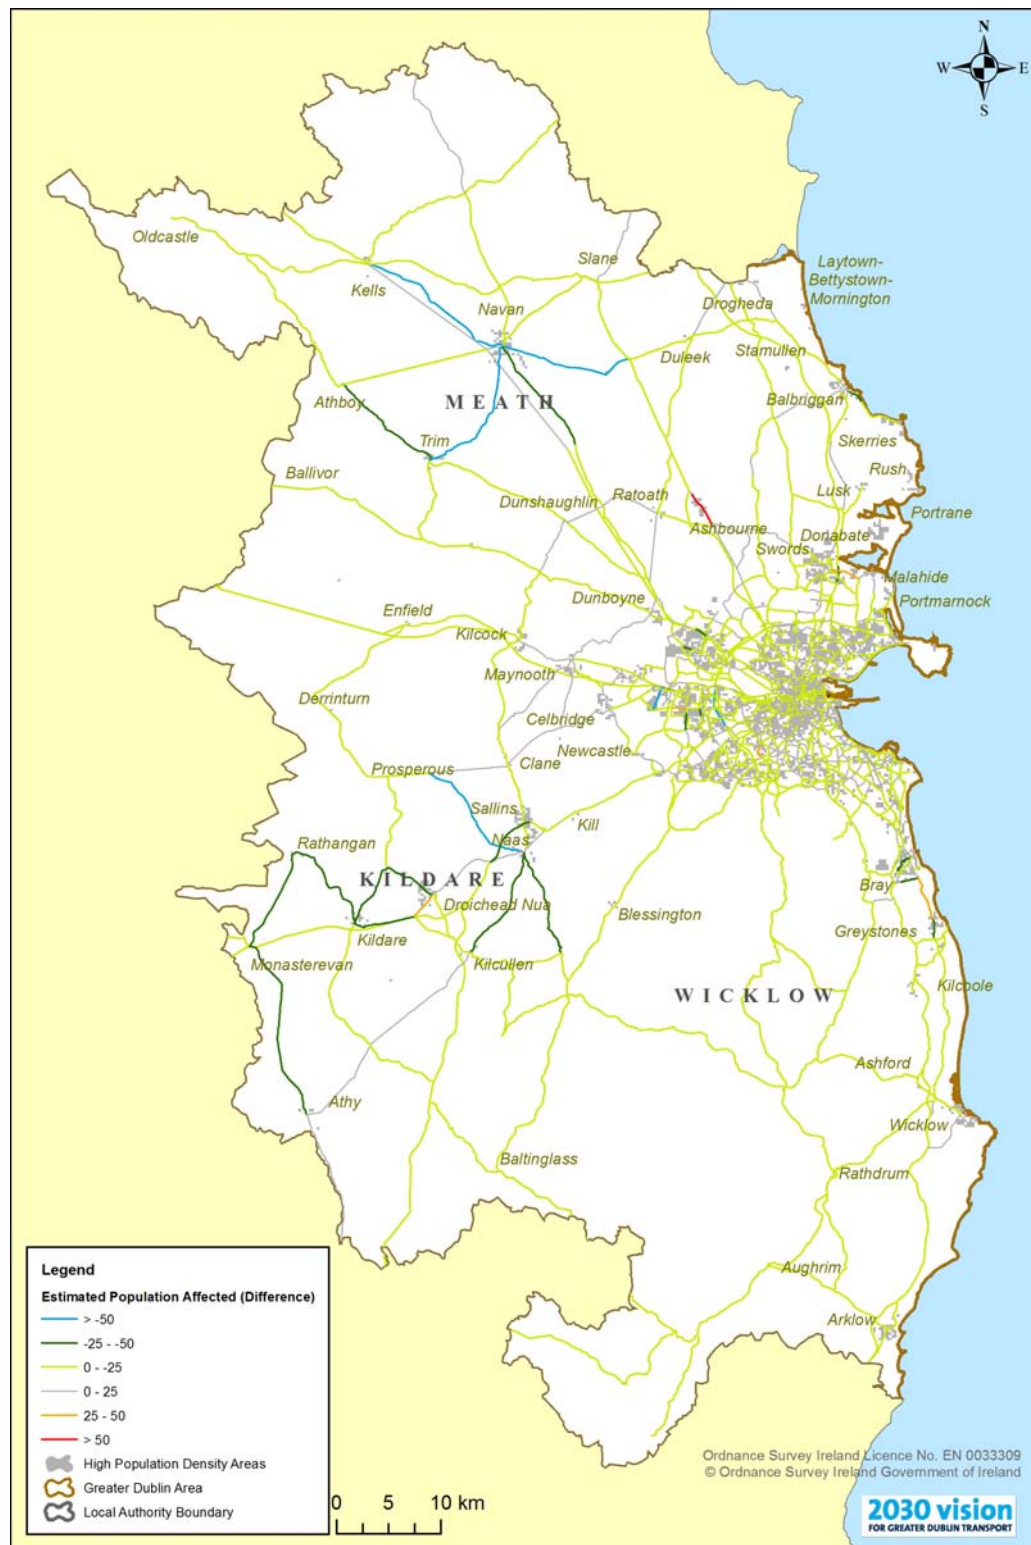 N
W E
S
Oldcastle
Kells
Slane
Laytown-
Bettystown-
Mornington
Navan
Drogheda
Duleek
Stamullen
Athboy
MEATH
Balbriggan
Trim
Skerries
Ballivor
Rush
Dunshaughlin
Ratoath
Lusk
Portrane
Ashbourne
Donabate
Swords
Malahide
Dunboyne
Portmarnock
Enfield
Kilcock
Maynooth
Derrinturn
Celbridge
Newcastle
Clane
Prosperous
Sallins
Kill
Rathangan
Naas
KILDARE
Bray
Droichead Nua
Blessington
Greystones
Kildare
Monasterevan
Kilcullen
Kilcoole
WICKLOW
Ashford
Athy
Wicklow
Baltinglass
Rathdrum
Aughrim
Arklow
Legend
Estimated Population Affected (Difference)
> -50
-25 - -50
0 - -25
0 - 25
25 - 50
> 50
High Population Density Areas
Greater Dublin Area
Local Authority Boundary
0 5 10 km
Ordnance Survey Ireland Licence No. EN 0033309
© Ordnance Survey Ireland Government of Ireland
2030 vision
FOR GREATER DUBLIN TRANSPORT